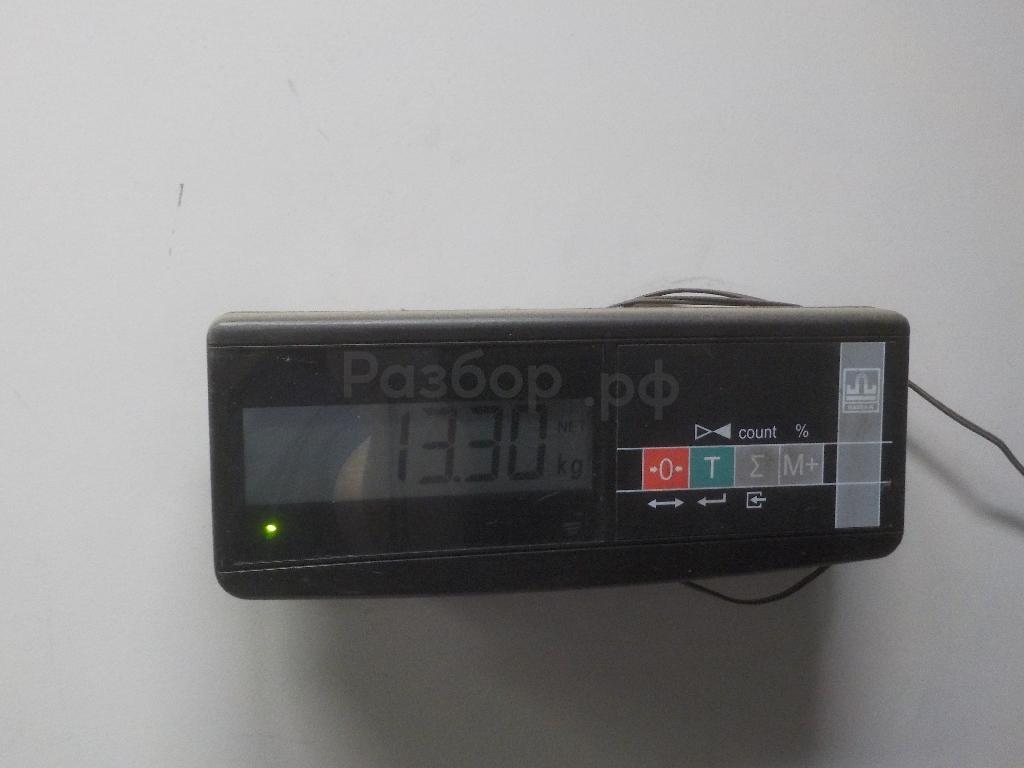 Разбор.рф
13.30
NET
kg
count %
0 T Σ M+